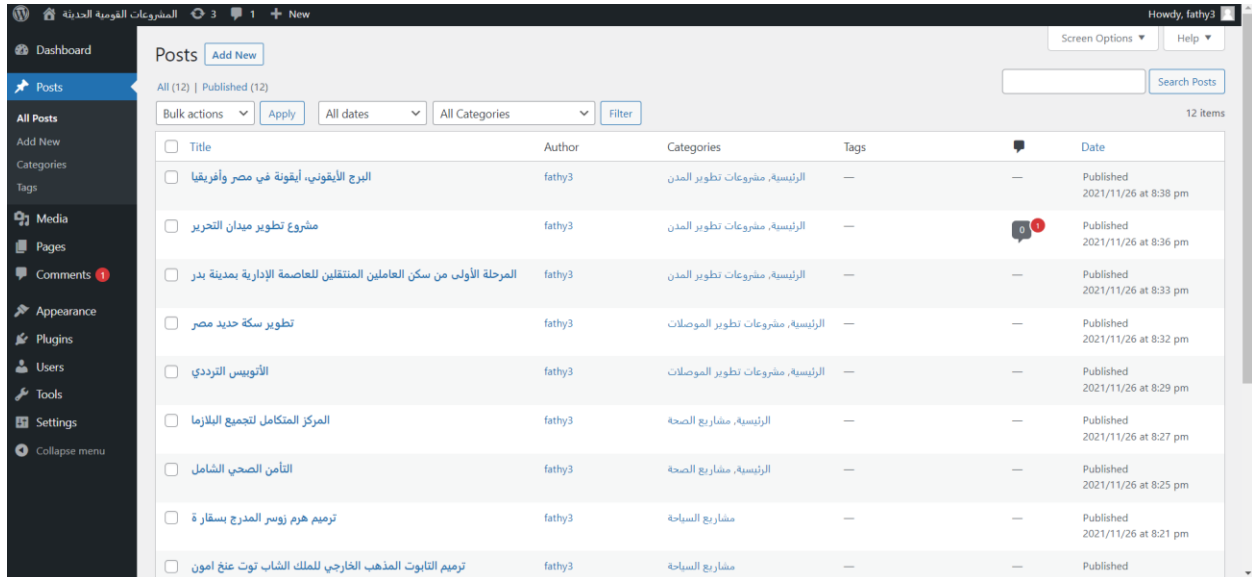 المشروعات القومية الحديثة 3 1 + New Howdy, fathy3
Screen Options ▼ Help ▼
Dashboard
Posts
All Posts
Add New
Categories
Tags
Media
Pages
Comments 1
Appearance
Plugins
Users
Tools
Settings
Collapse menu
Posts Add New
All (12) | Published (12)
Search Posts
Bulk actions Apply All dates All Categories Filter 12 items
Title Author Categories Tags Date
البرج الأيقوني، أيقونة في مصر وأفريقيا fathy3 الرئيسية, مشروعات تطوير المدن — — Published
2021/11/26 at 8:38 pm
مشروع تطوير ميدان التحرير fathy3 الرئيسية, مشروعات تطوير المدن — 0 1 Published
2021/11/26 at 8:36 pm
المرحلة الأولى من سكن العاملين المنتقلين للعاصمة الإدارية بمدينة بدر fathy3 الرئيسية, مشروعات تطوير المدن — — Published
2021/11/26 at 8:33 pm
تطوير سكة حديد مصر fathy3 الرئيسية, مشروعات تطوير الموصلات — — Published
2021/11/26 at 8:32 pm
الأتوبيس الترددي fathy3 الرئيسية, مشروعات تطوير الموصلات — — Published
2021/11/26 at 8:29 pm
المركز المتكامل لتجميع البلازما fathy3 الرئيسية, مشاريع الصحة — — Published
2021/11/26 at 8:27 pm
التأمن الصحي الشامل fathy3 الرئيسية, مشاريع الصحة — — Published
2021/11/26 at 8:25 pm
ترميم هرم زوسر المدرج بسقار ة fathy3 مشاريع السياحة — — Published
2021/11/26 at 8:21 pm
ترميم التابوت المذهب الخارجي للملك الشاب توت عنخ امون fathy3 مشاريع السياحة — — Published